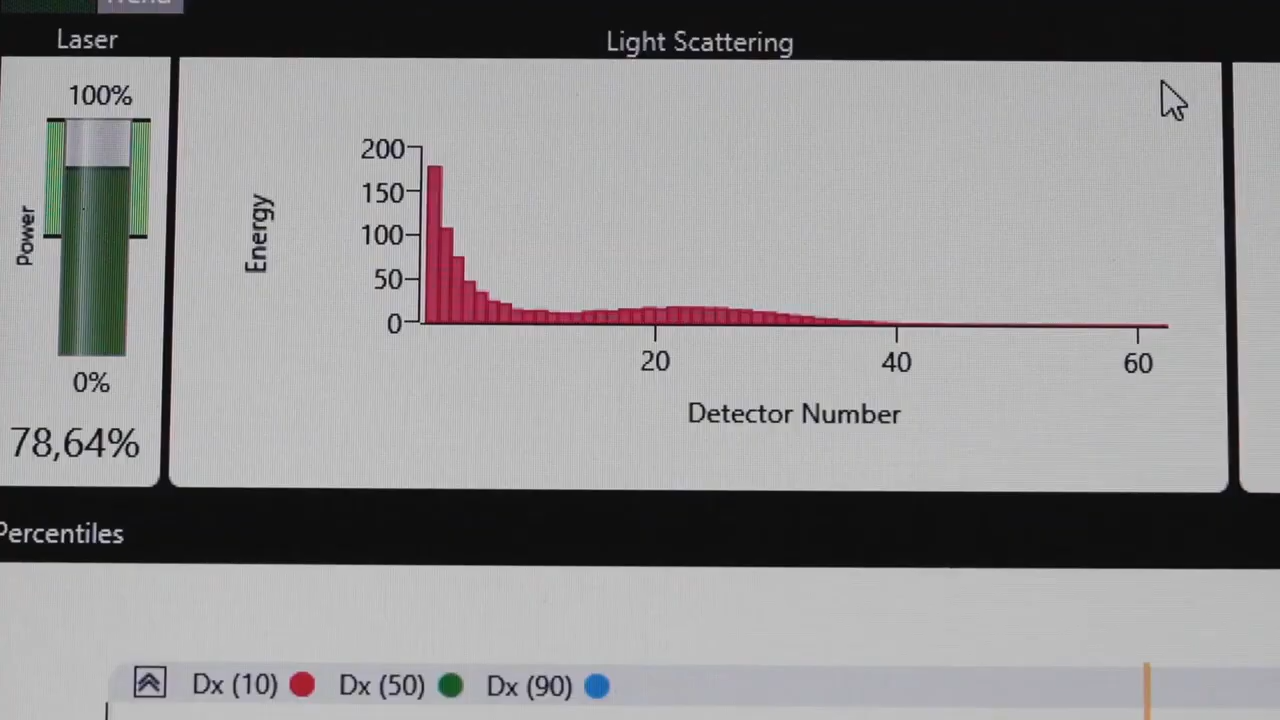 Trend
Laser
Light Scattering
100%
Power
0%
78,64%
Energy
200
150
100
50
0
20
40
60
Detector Number
Percentiles
Dx (10)
Dx (50)
Dx (90)